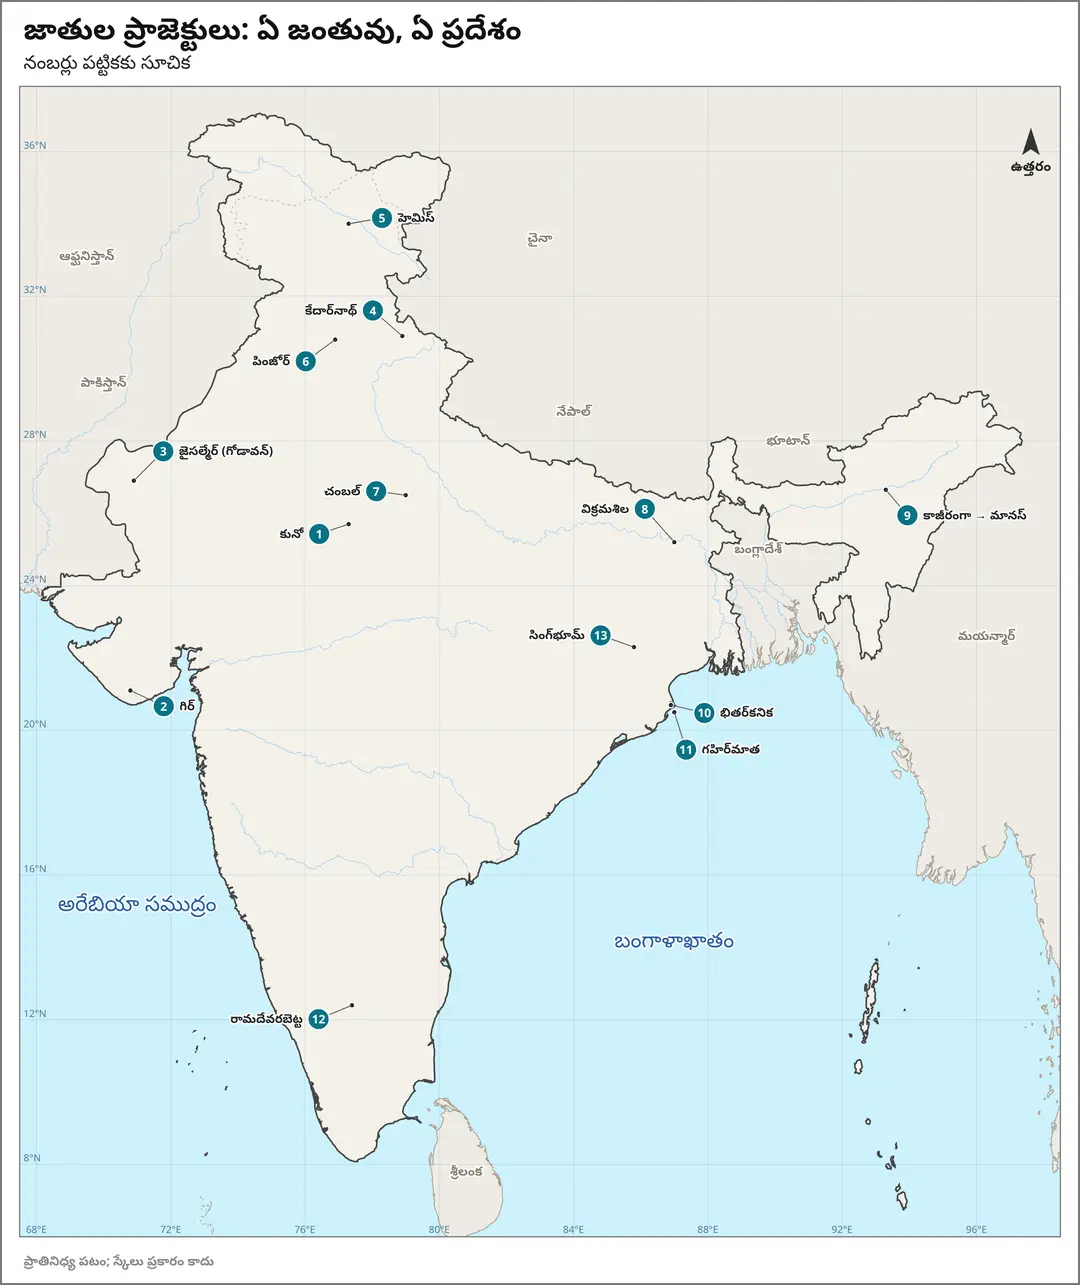 జాతుల ప్రాజెక్టులు: ఏ జంతువు, ఏ ప్రదేశం
నంబర్లు పట్టికకు సూచిక
36°N
ఉత్తరం
5 హెమిస్
చైనా
ఆఫ్ఘనిస్తాన్
32°N
కేదార్‌నాథ్ 4
పింజోర్ 6
పాకిస్తాన్
నేపాల్
28°N
భూటాన్
3 జైసల్మేర్ (గోడావన్)
చంబల్ 7
విక్రమశిల 8
9 కాజీరంగా → మానస్
కునో 1
బంగ్లాదేశ్
24°N
సింగ్‌భూమ్ 13
మయన్మార్
2 గిర్
10 భితర్‌కనిక
20°N
11 గహిర్‌మాత
16°N
అరేబియా సముద్రం
బంగాళాఖాతం
12°N
రామదేవరబెట్ట 12
8°N
శ్రీలంక
68°E 72°E 76°E 80°E 84°E 88°E 92°E 96°E
ప్రాతినిధ్య పటం; స్కేలు ప్రకారం కాదు